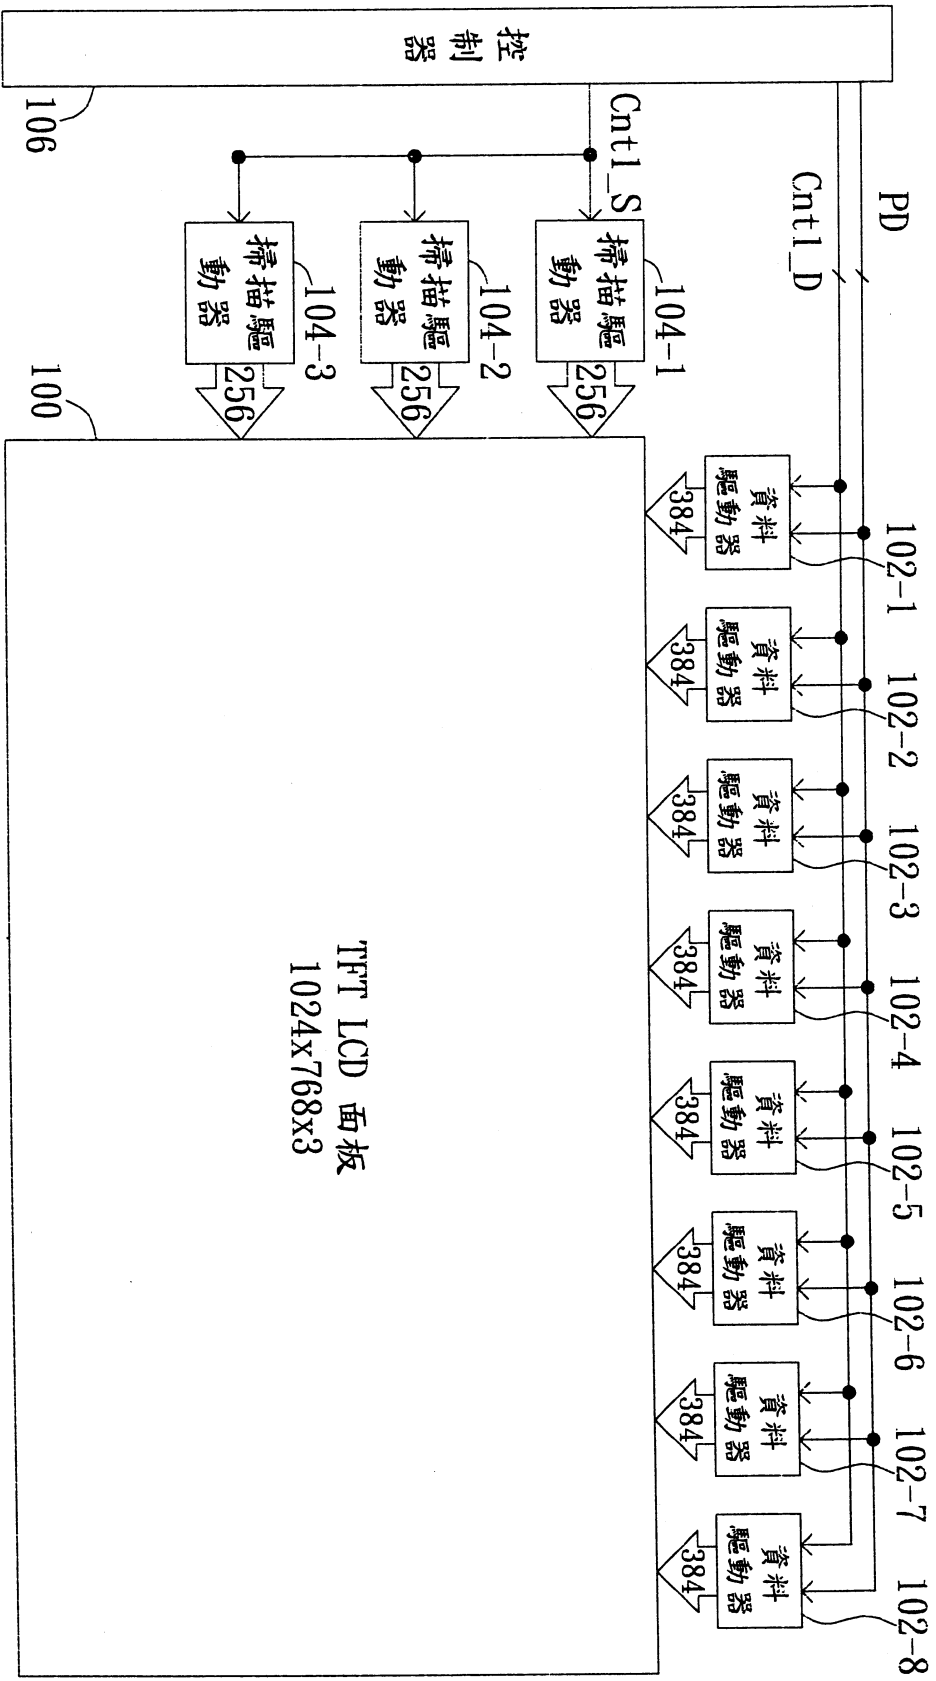 PD
Cntl_D
102-1
102-2
102-3
102-4
102-5
102-6
102-7
102-8
資料
驅動器
資料
驅動器
資料
驅動器
資料
驅動器
資料
驅動器
資料
驅動器
資料
驅動器
資料
驅動器
384
384
384
384
384
384
384
384
控
制
器
106
Cntl_S
104-1
掃描驅
動器
256
104-2
掃描驅
動器
256
104-3
掃描驅
動器
256
100
TFT LCD 面板
1024x768x3